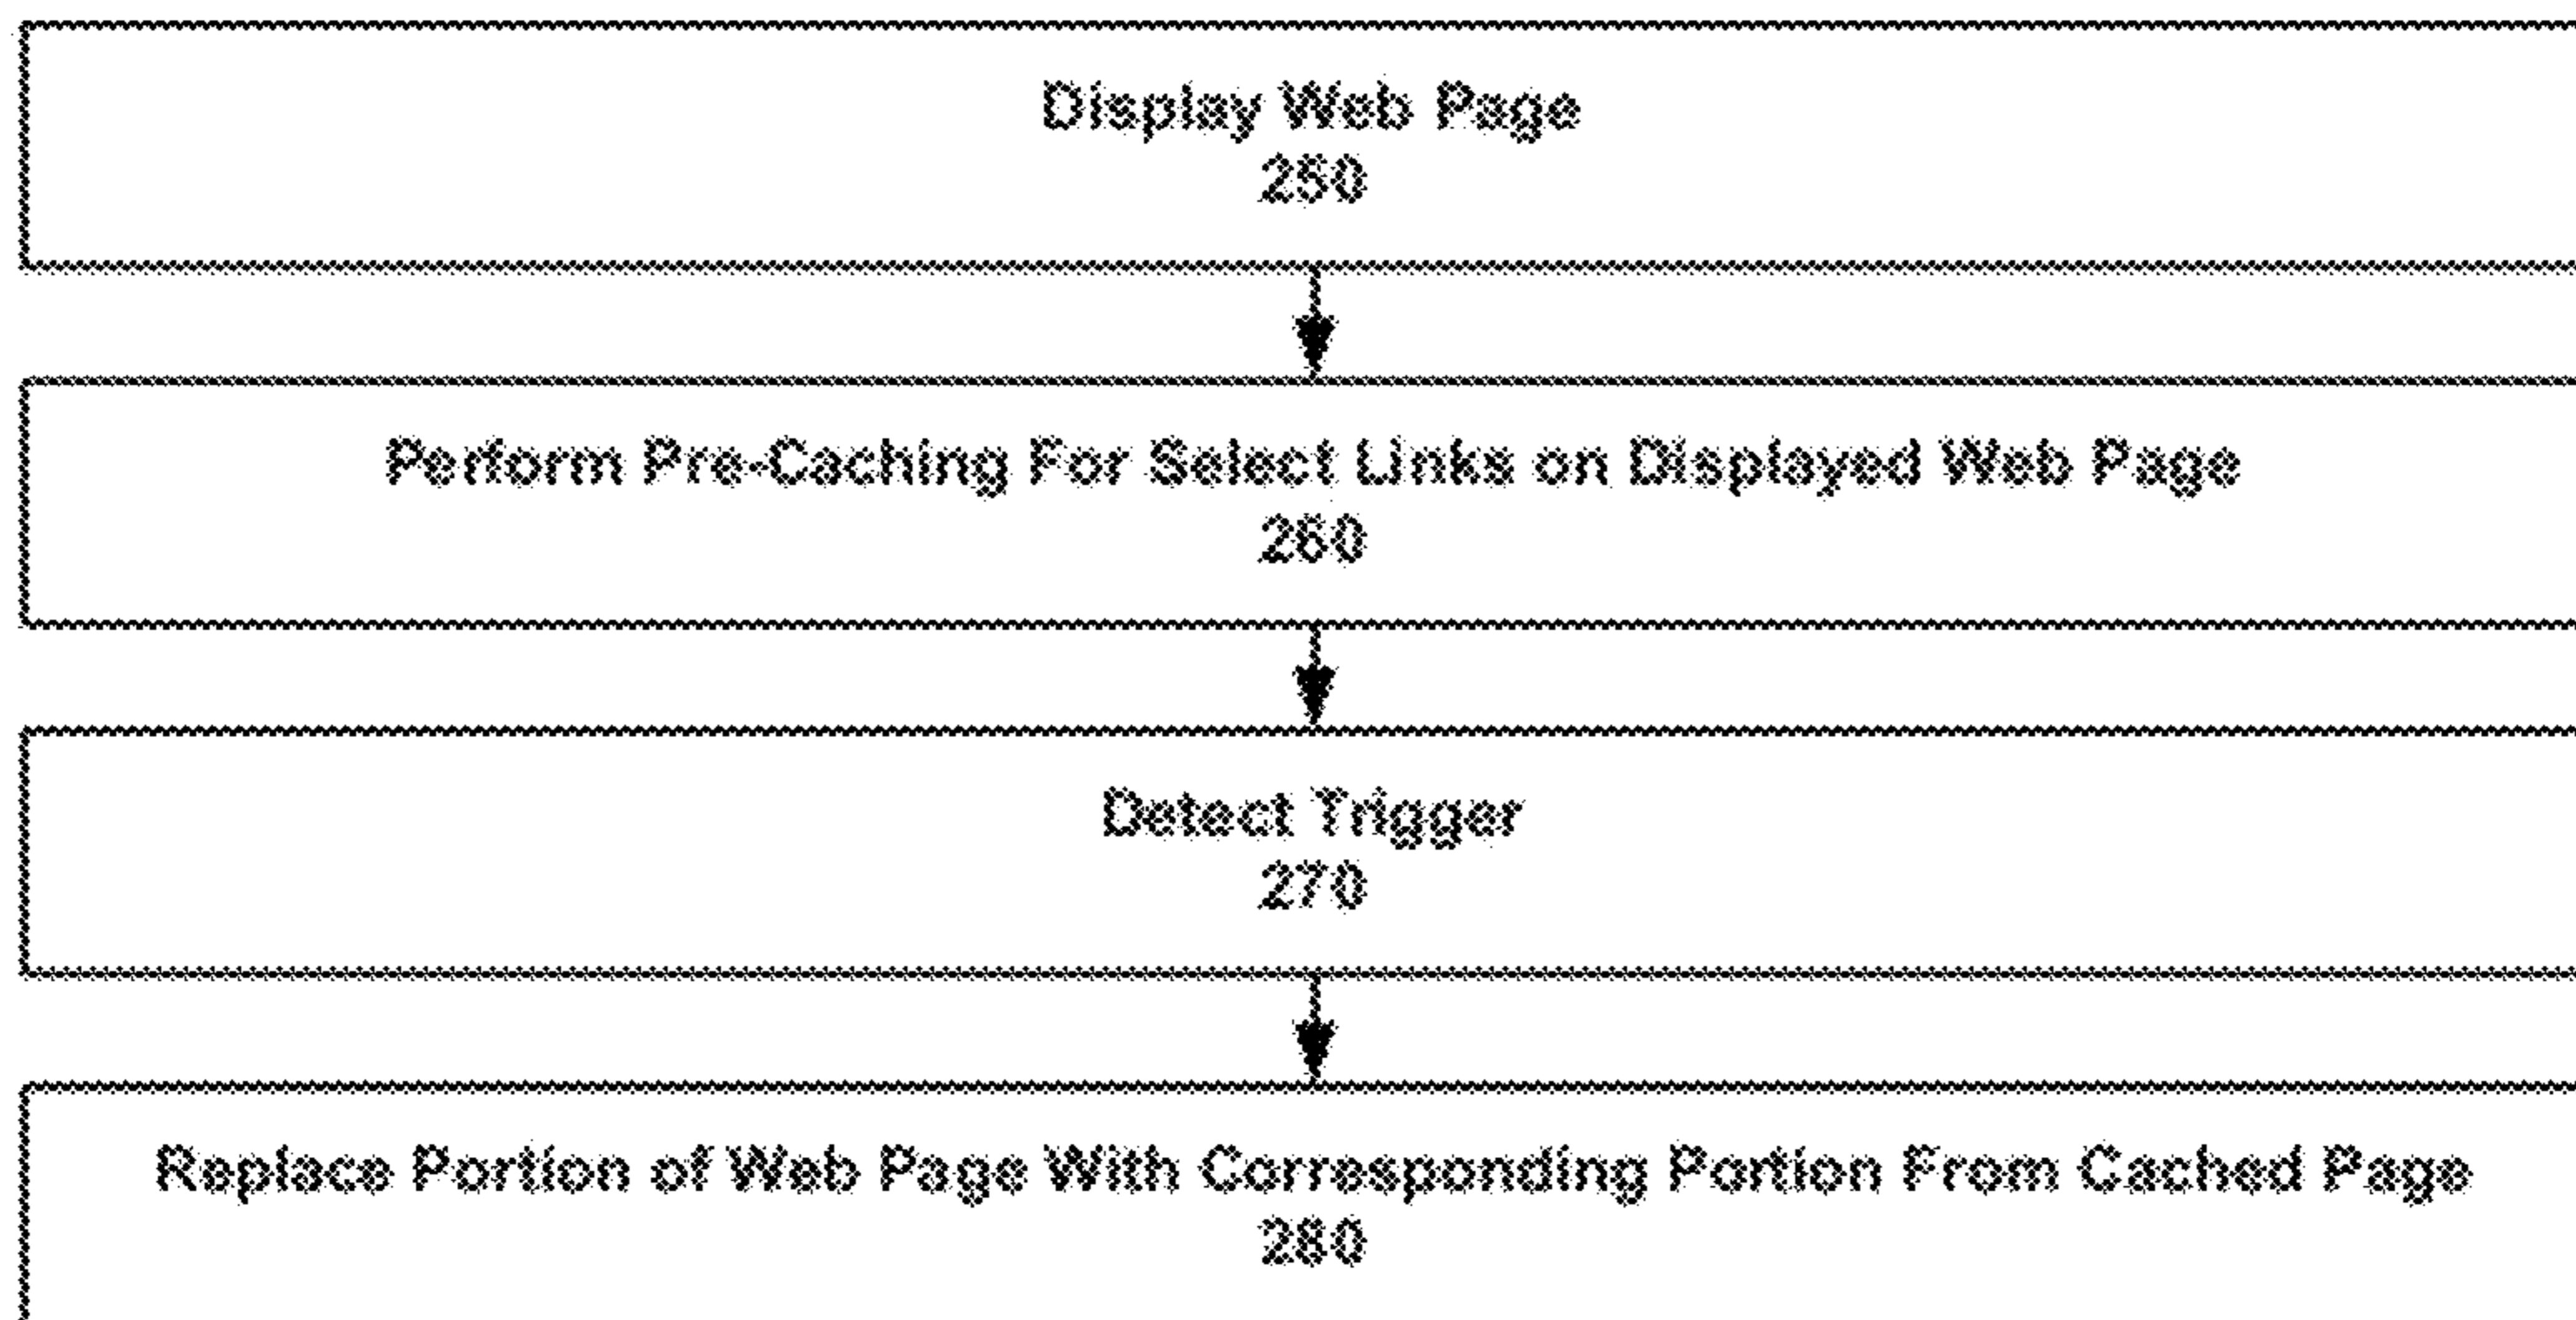 Display Web Page
250
Perform Pre-Caching For Select Links on Displayed Web Page
260
Detect Trigger
270
Replace Portion of Web Page With Corresponding Portion From Cached Page
280